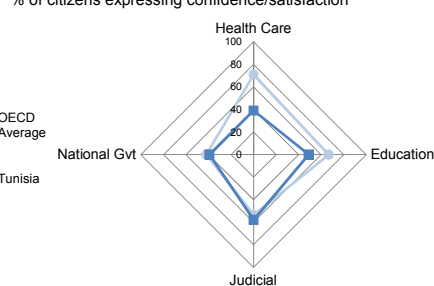 % of citizens expressing confidence/satisfaction
Health Care
100
80
60
40
20
0
OECD
Average
National Gvt
Education
Tunisia
Judicial